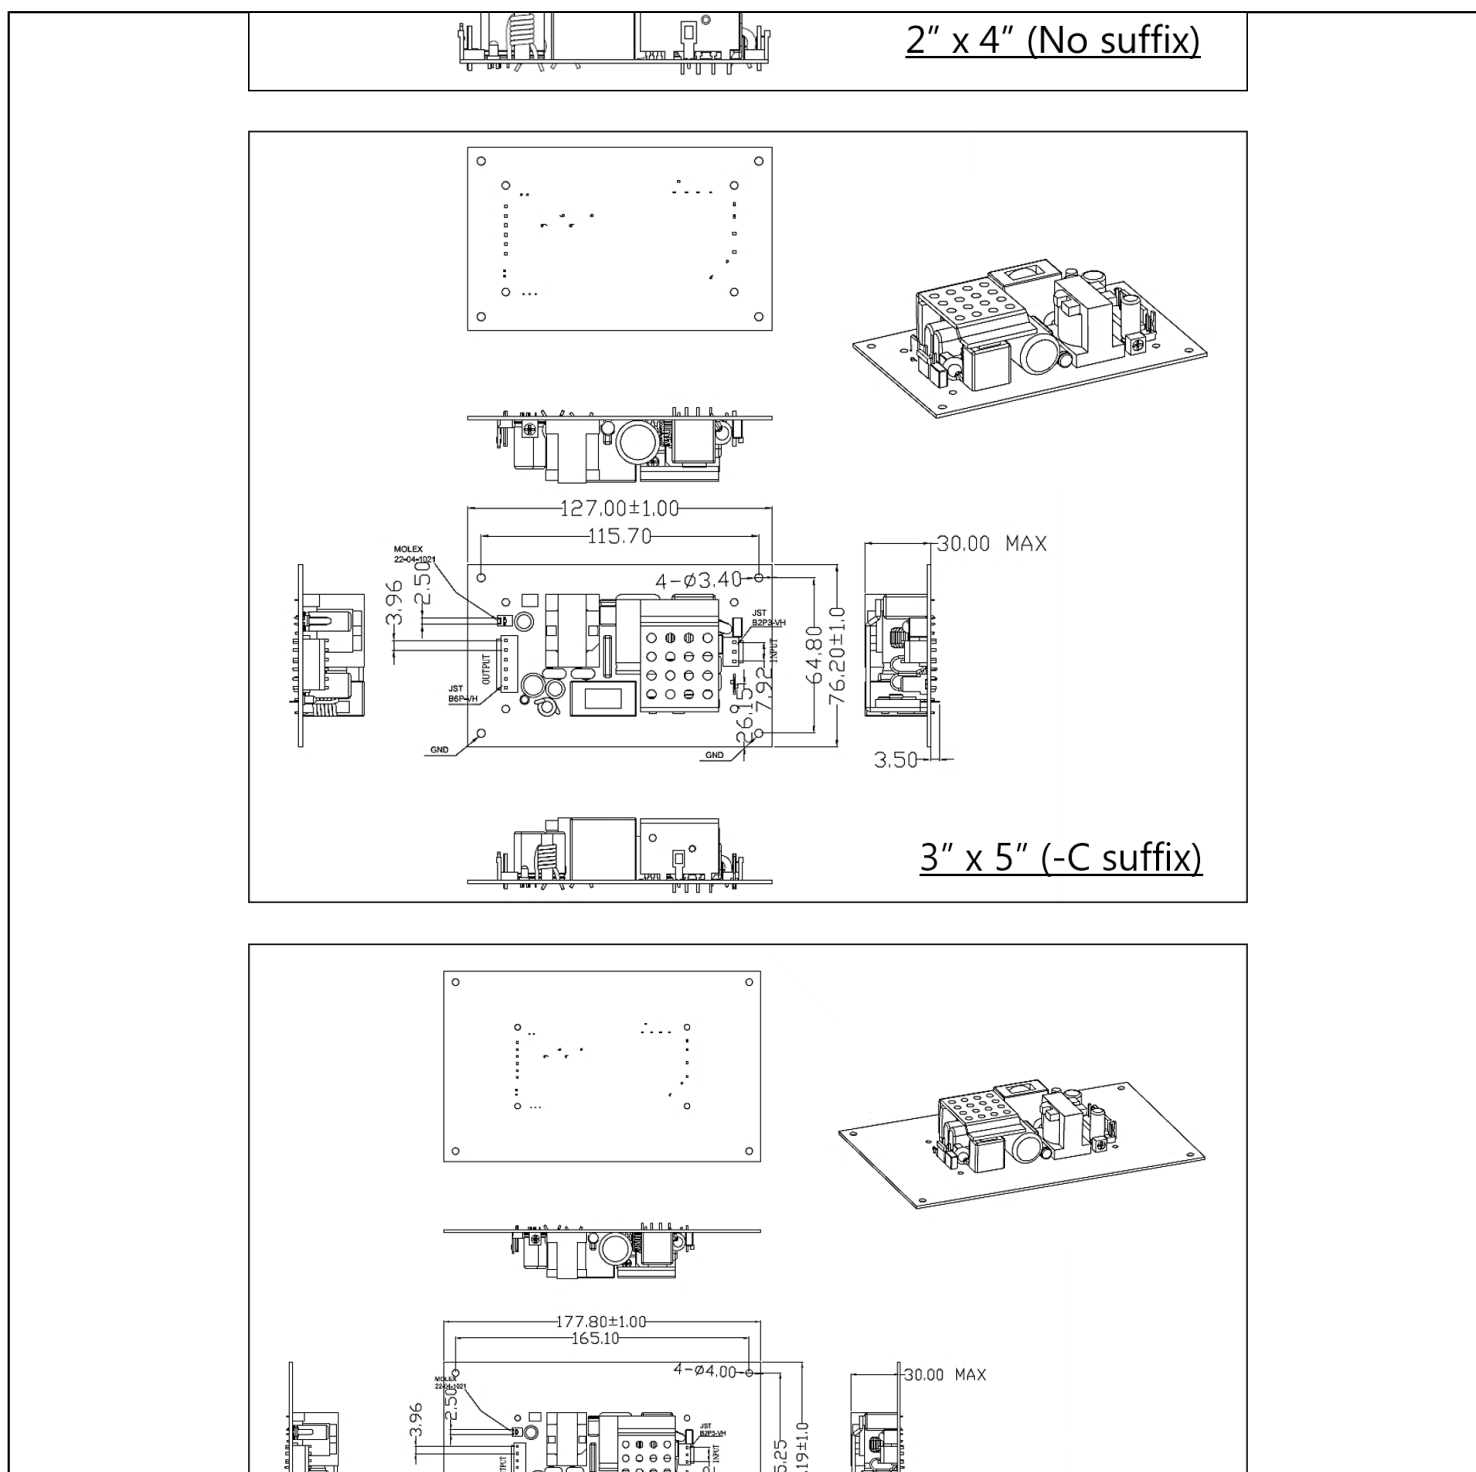 2” x 4” (No suffix)
127.00±1.00
115.70
30.00 MAX
MOLEX
22-04-1021
3.96
2.50
4-Ø3.40
JST
B2P3-VH
INPUT
OUTPUT
64.80
76.20±1.0
7.92
26.15
JST
B6P-VH
GND
GND
3.50
3” x 5” (-C suffix)
177.80±1.00
165.10
4-Ø4.00
30.00 MAX
MOLEX
22-04-1021
3.96
2.50
JST
B2P3-VH
INPUT